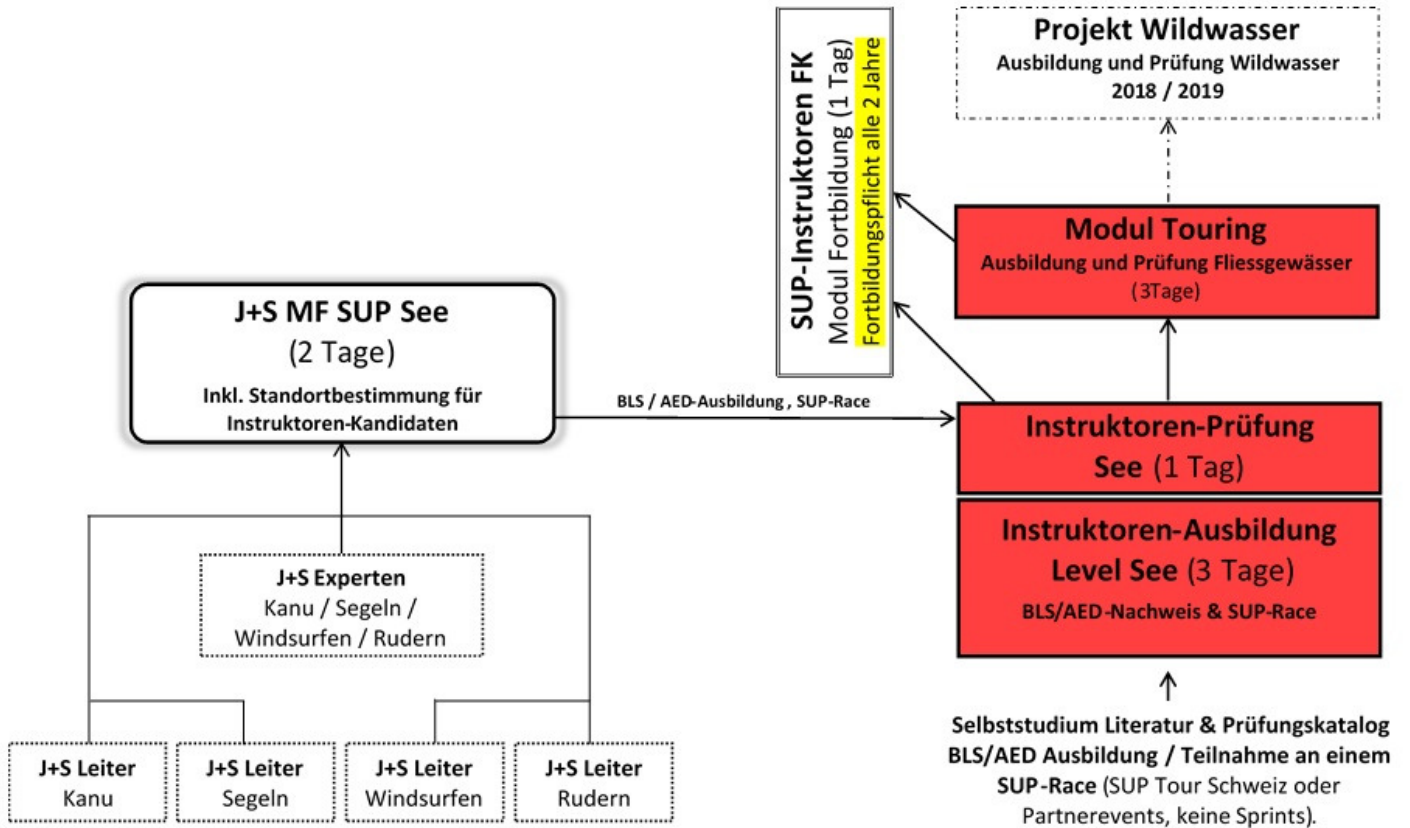 Projekt Wildwasser
Ausbildung und Prüfung Wildwasser
2018 / 2019
SUP-Instruktoren FK
Modul Fortbildung (1 Tag)
Fortbildungspflicht alle 2 Jahre
Modul Touring
Ausbildung und Prüfung Fliessgewässer
(3Tage)
J+S MF SUP See
(2 Tage)
Inkl. Standortbestimmung für
Instruktoren-Kandidaten
BLS / AED-Ausbildung , SUP-Race
Instruktoren-Prüfung
See (1 Tag)
Instruktoren-Ausbildung
Level See (3 Tage)
BLS/AED-Nachweis & SUP-Race
J+S Experten
Kanu / Segeln /
Windsurfen / Rudern
J+S Leiter
Kanu
J+S Leiter
Segeln
J+S Leiter
Windsurfen
J+S Leiter
Rudern
Selbststudium Literatur & Prüfungskatalog
BLS/AED Ausbildung / Teilnahme an einem
SUP-Race (SUP Tour Schweiz oder
Partnerevents, keine Sprints).